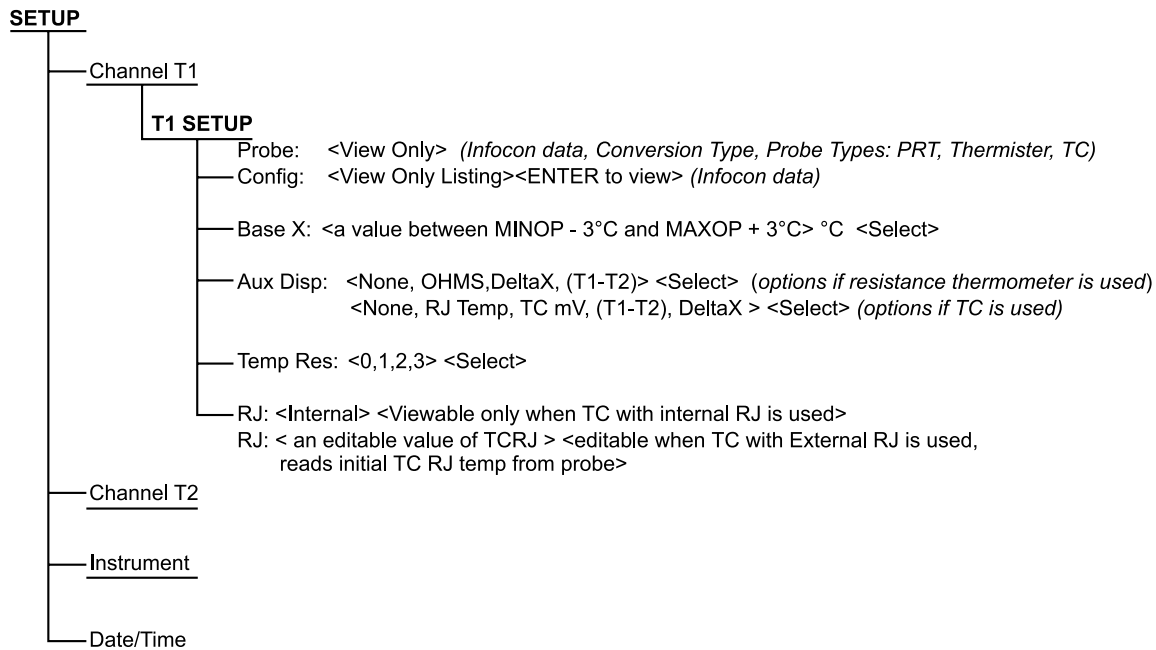 SETUP
Channel T1
T1 SETUP
Probe: <View Only> (Infocon data, Conversion Type, Probe Types: PRT, Thermister, TC)
Config: <View Only Listing><ENTER to view> (Infocon data)
Base X: <a value between MINOP - 3°C and MAXOP + 3°C> °C <Select>
Aux Disp: <None, OHMS,DeltaX, (T1-T2)> <Select> (options if resistance thermometer is used)
<None, RJ Temp, TC mV, (T1-T2), DeltaX > <Select> (options if TC is used)
Temp Res: <0,1,2,3> <Select>
RJ: <Internal> <Viewable only when TC with internal RJ is used>
RJ: < an editable value of TCRJ > <editable when TC with External RJ is used,
reads initial TC RJ temp from probe>
Channel T2
Instrument
Date/Time